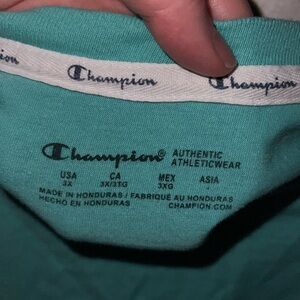 ion Champion Champion
Champion® AUTHENTIC
ATHLETICWEAR
USA CA MEX ASIA
3X 3X/3TG 3XG -
MADE IN HONDURAS / FABRIQUÉ AU HONDURAS
HECHO EN HONDURAS CHAMPION.COM